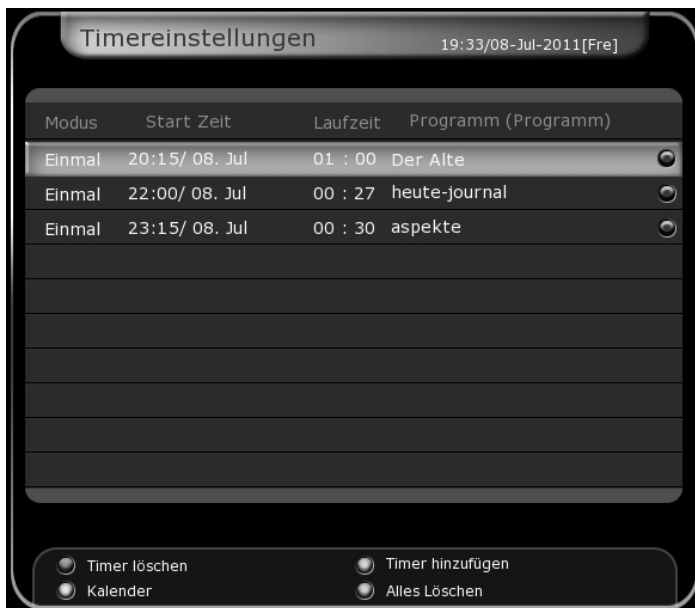 Timereinstellungen 19:33/08-Jul-2011[Fre]
Modus Start Zeit Laufzeit Programm (Programm)
Einmal 20:15/ 08. Jul 01 : 00 Der Alte
Einmal 22:00/ 08. Jul 00 : 27 heute-journal
Einmal 23:15/ 08. Jul 00 : 30 aspekte
Timer löschen Timer hinzufügen
Kalender Alles Löschen